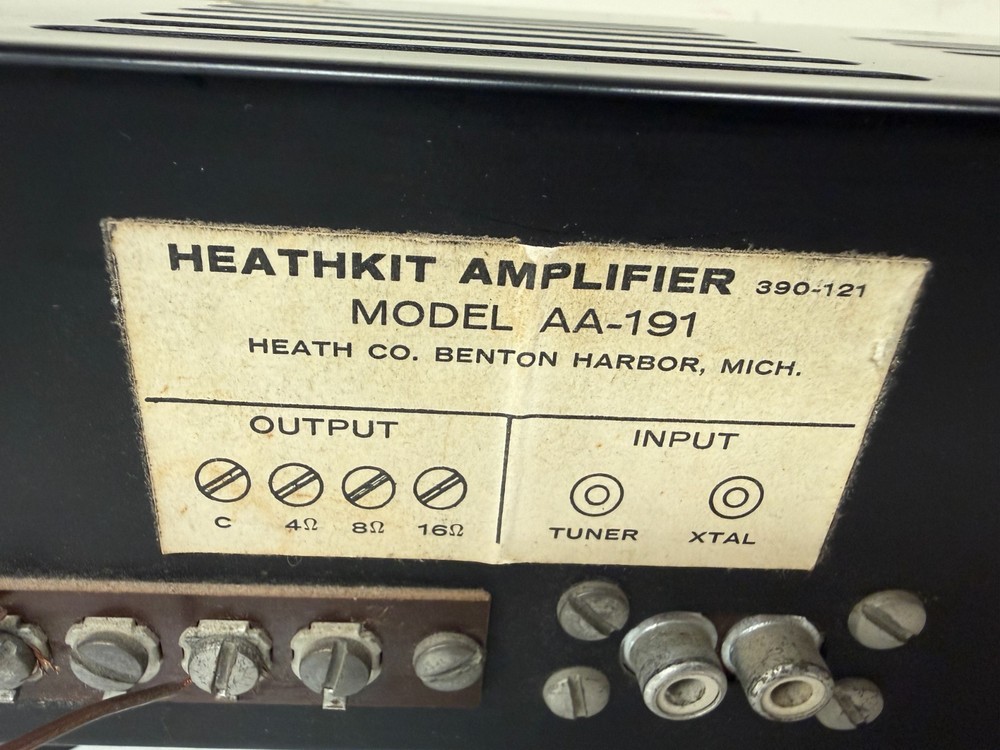 HEATHKIT AMPLIFIER 390-121
MODEL AA-191
HEATH CO. BENTON HARBOR, MICH.
OUTPUT
C 4Ω 8Ω 16Ω
INPUT
TUNER XTAL